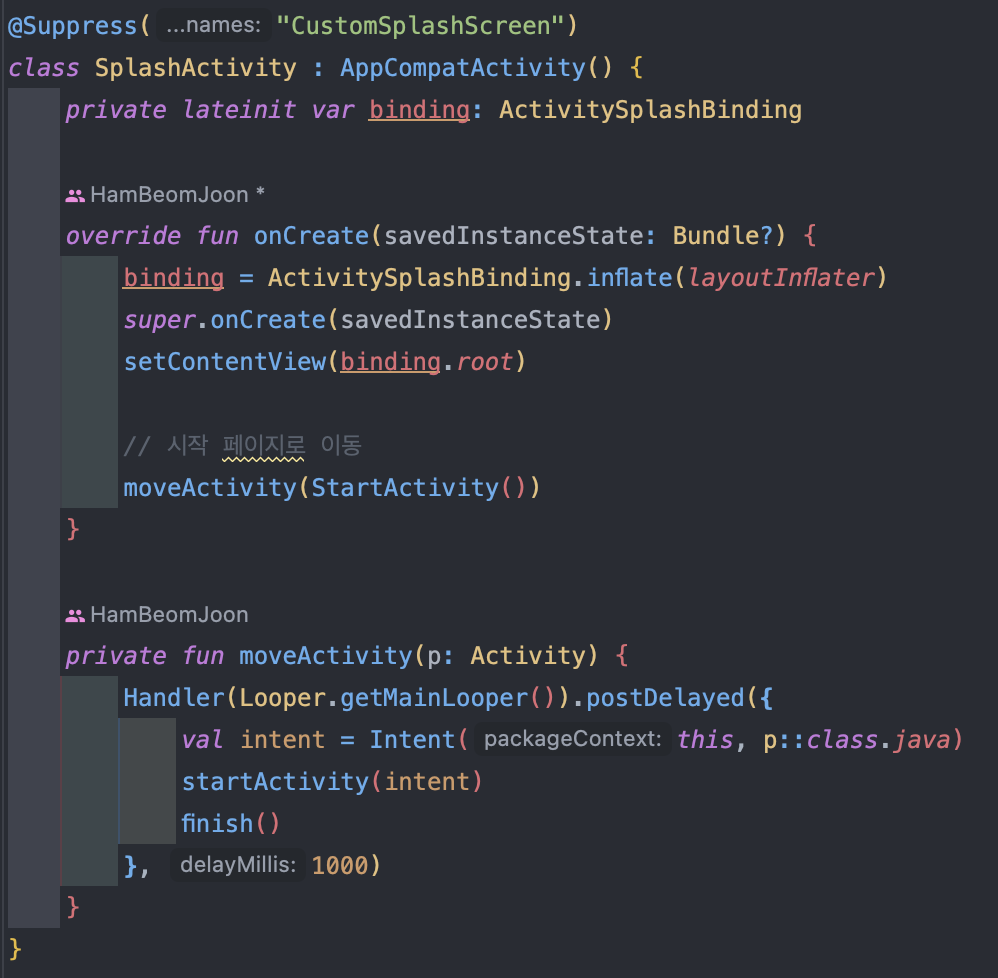 @Suppress( ...names: "CustomSplashScreen")
class SplashActivity : AppCompatActivity() {
private lateinit var binding: ActivitySplashBinding
HamBeomJoon *
override fun onCreate(savedInstanceState: Bundle?) {
binding = ActivitySplashBinding.inflate(layoutInflater)
super.onCreate(savedInstanceState)
setContentView(binding.root)
// 시작 페이지로 이동
moveActivity(StartActivity())
}
HamBeomJoon
private fun moveActivity(p: Activity) {
Handler(Looper.getMainLooper()).postDelayed({
val intent = Intent( packageContext: this, p::class.java)
startActivity(intent)
finish()
}, delayMillis: 1000)
}
}